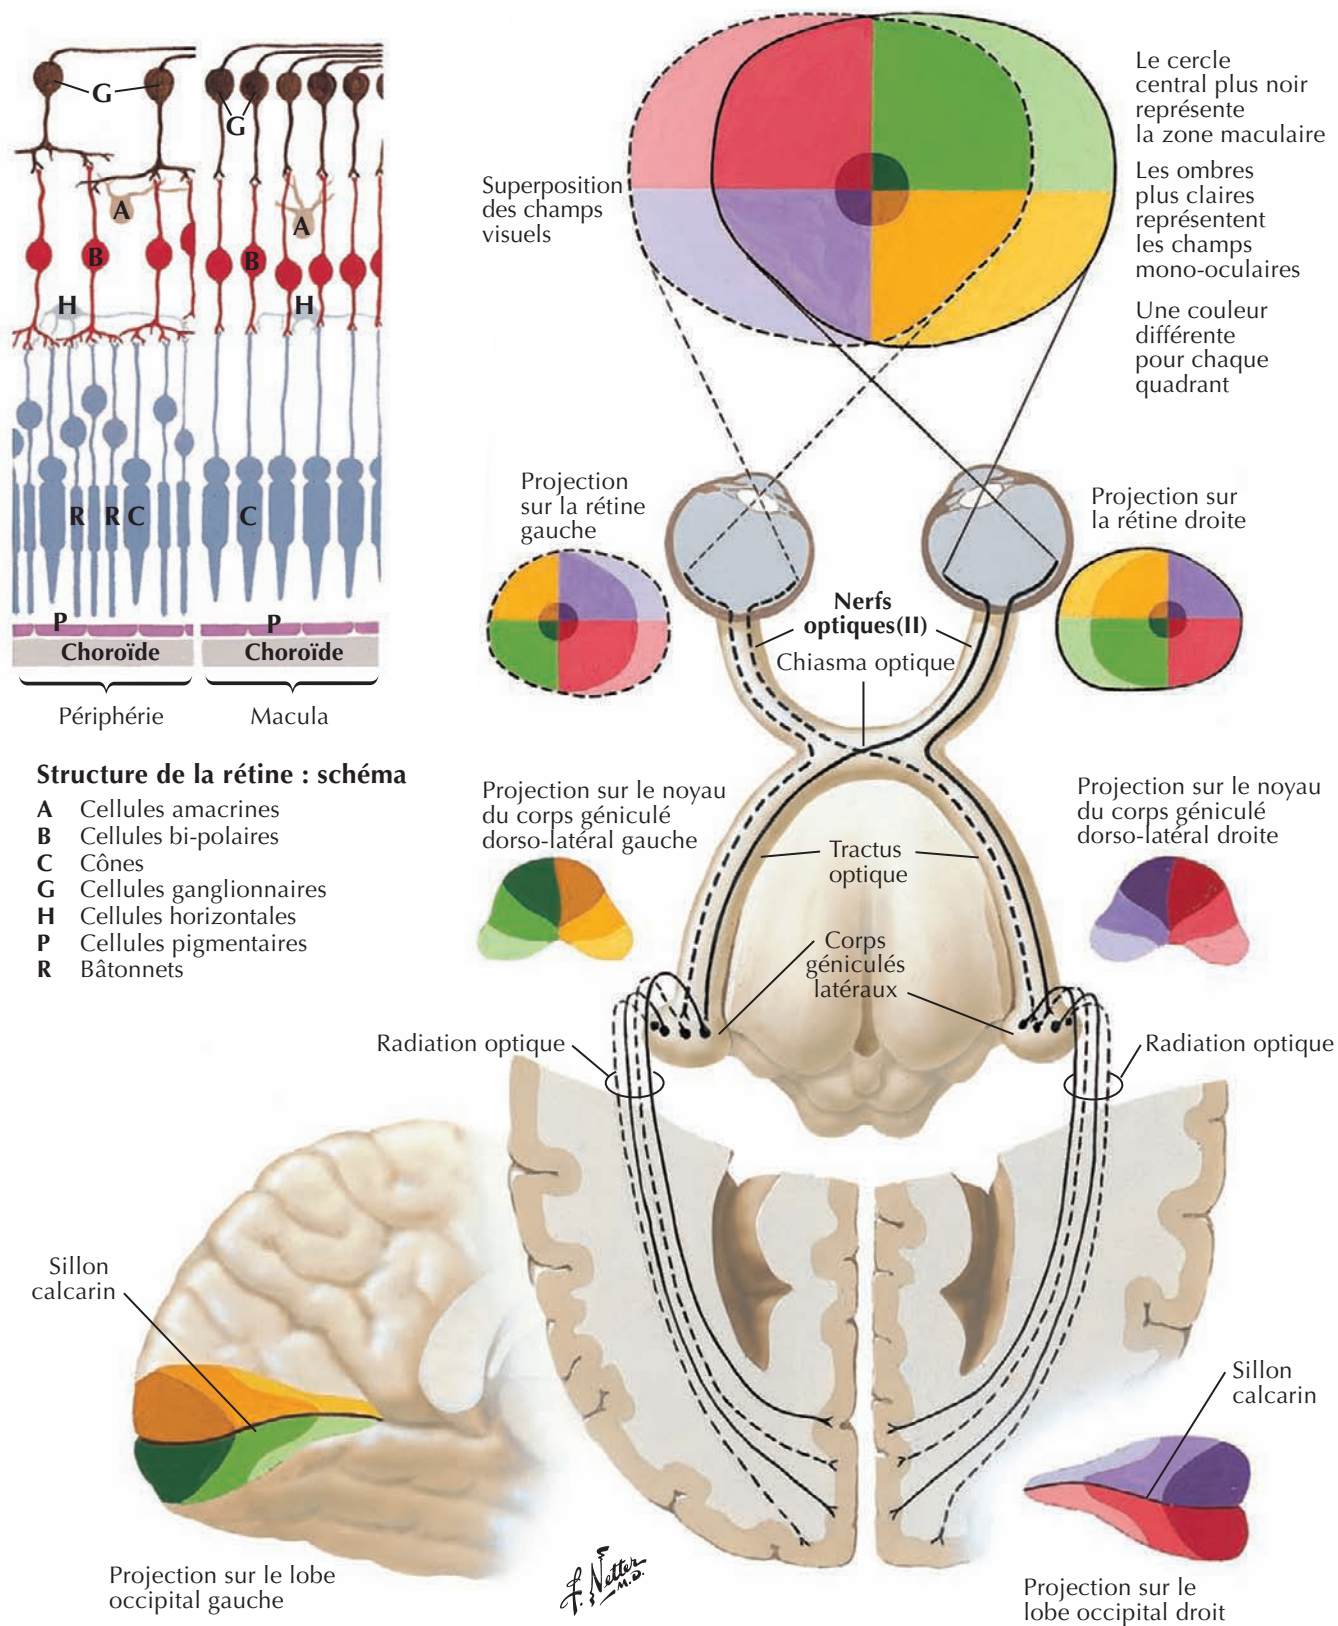 G
G
A
A
B
B
H
H
R
R
C
C
P
P
Choroïde
Choroïde
Périphérie
Macula
Structure de la rétine : schéma
A Cellules amacrines
B Cellules bi-polaires
C Cônes
G Cellules ganglionnaires
H Cellules horizontales
P Cellules pigmentaires
R Bâtonnets
Superposition
des champs
visuels
Le cercle
central plus noir
représente
la zone maculaire
Les ombres
plus claires
représentent
les champs
mono-oculaires
Une couleur
différente
pour chaque
quadrant
Projection
sur la rétine
gauche
Projection sur
la rétine droite
Nerfs
optiques(II)
Chiasma optique
Projection sur le noyau
du corps géniculé
dorso-latéral gauche
Projection sur le noyau
du corps géniculé
dorso-latéral droite
Tractus
optique
Corps
géniculés
latéraux
Radiation optique
Radiation optique
Sillon
calcarin
Sillon
calcarin
Projection sur le lobe
occipital gauche
F. Netter
M.D.
Projection sur le
lobe occipital droit